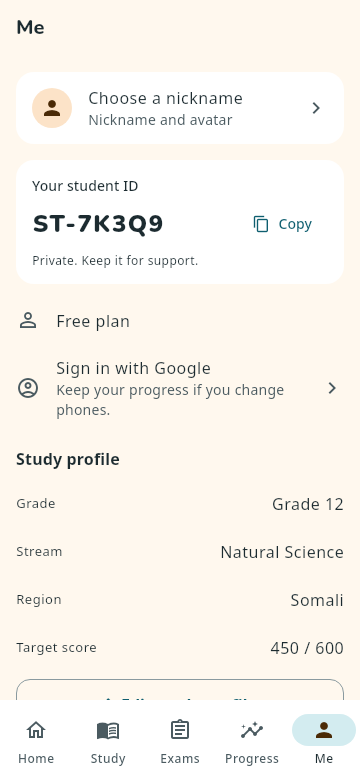 Me
Choose a nickname
Nickname and avatar
Your student ID
ST-7K3Q9
Copy
Private. Keep it for support.
Free plan
Sign in with Google
Keep your progress if you change
phones.
Study profile
Grade
Grade 12
Stream
Natural Science
Region
Somali
Target score
450 / 600
Home
Study
Exams
Progress
Me